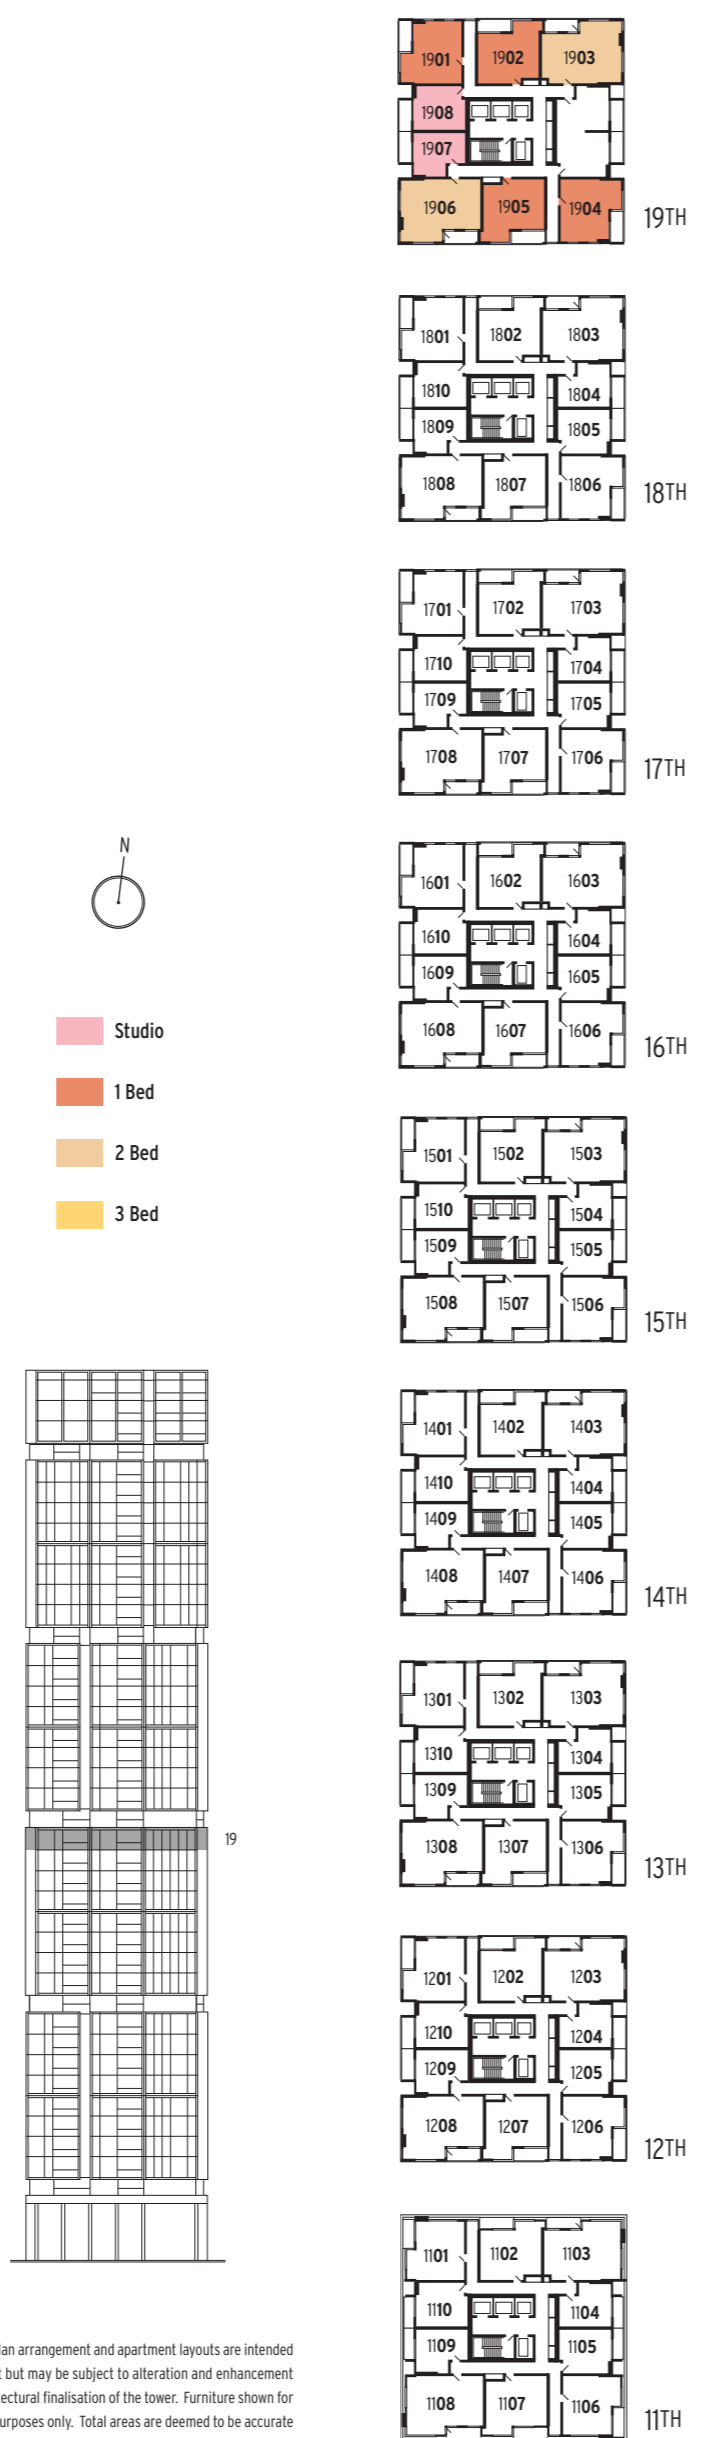 1901 1902 1903
1908
1907
1906 1905 1904
19TH
1801 1802 1803
1810 1804
1809 1805
1808 1807 1806
18TH
1701 1702 1703
1710 1704
1709 1705
1708 1707 1706
17TH
N
1601 1602 1603
1610 1604
1609 1605
1608 1607 1606
16TH
Studio
1 Bed
2 Bed
3 Bed
1501 1502 1503
1510 1504
1509 1505
1508 1507 1506
15TH
1401 1402 1403
1410 1404
1409 1405
1408 1407 1406
14TH
1301 1302 1303
1310 1304
1309 1305
1308 1307 1306
13TH
19
1201 1202 1203
1210 1204
1209 1205
1208 1207 1206
12TH
1101 1102 1103
1110 1104
1109 1105
1108 1107 1106
11TH
lan arrangement and apartment layouts are intended
t but may be subject to alteration and enhancement
tectural finalisation of the tower. Furniture shown for
urposes only. Total areas are deemed to be accurate